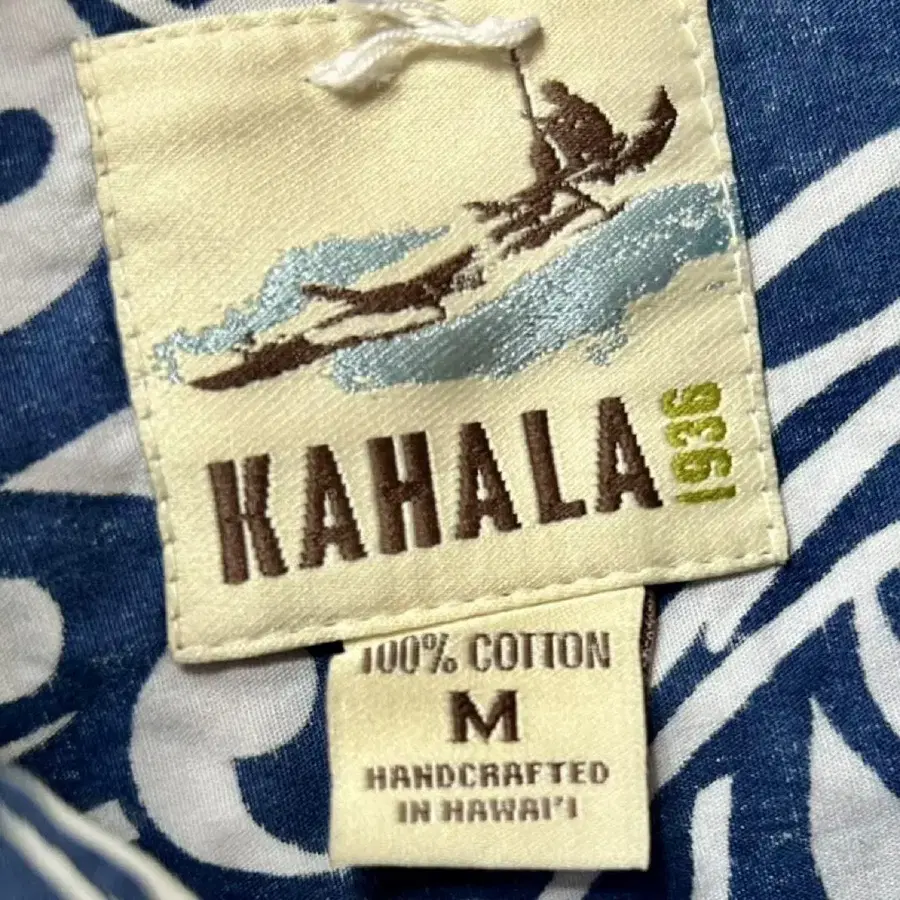 KAHALA 1936
100% COTTON
M
HANDCRAFTED
IN HAWAI'I